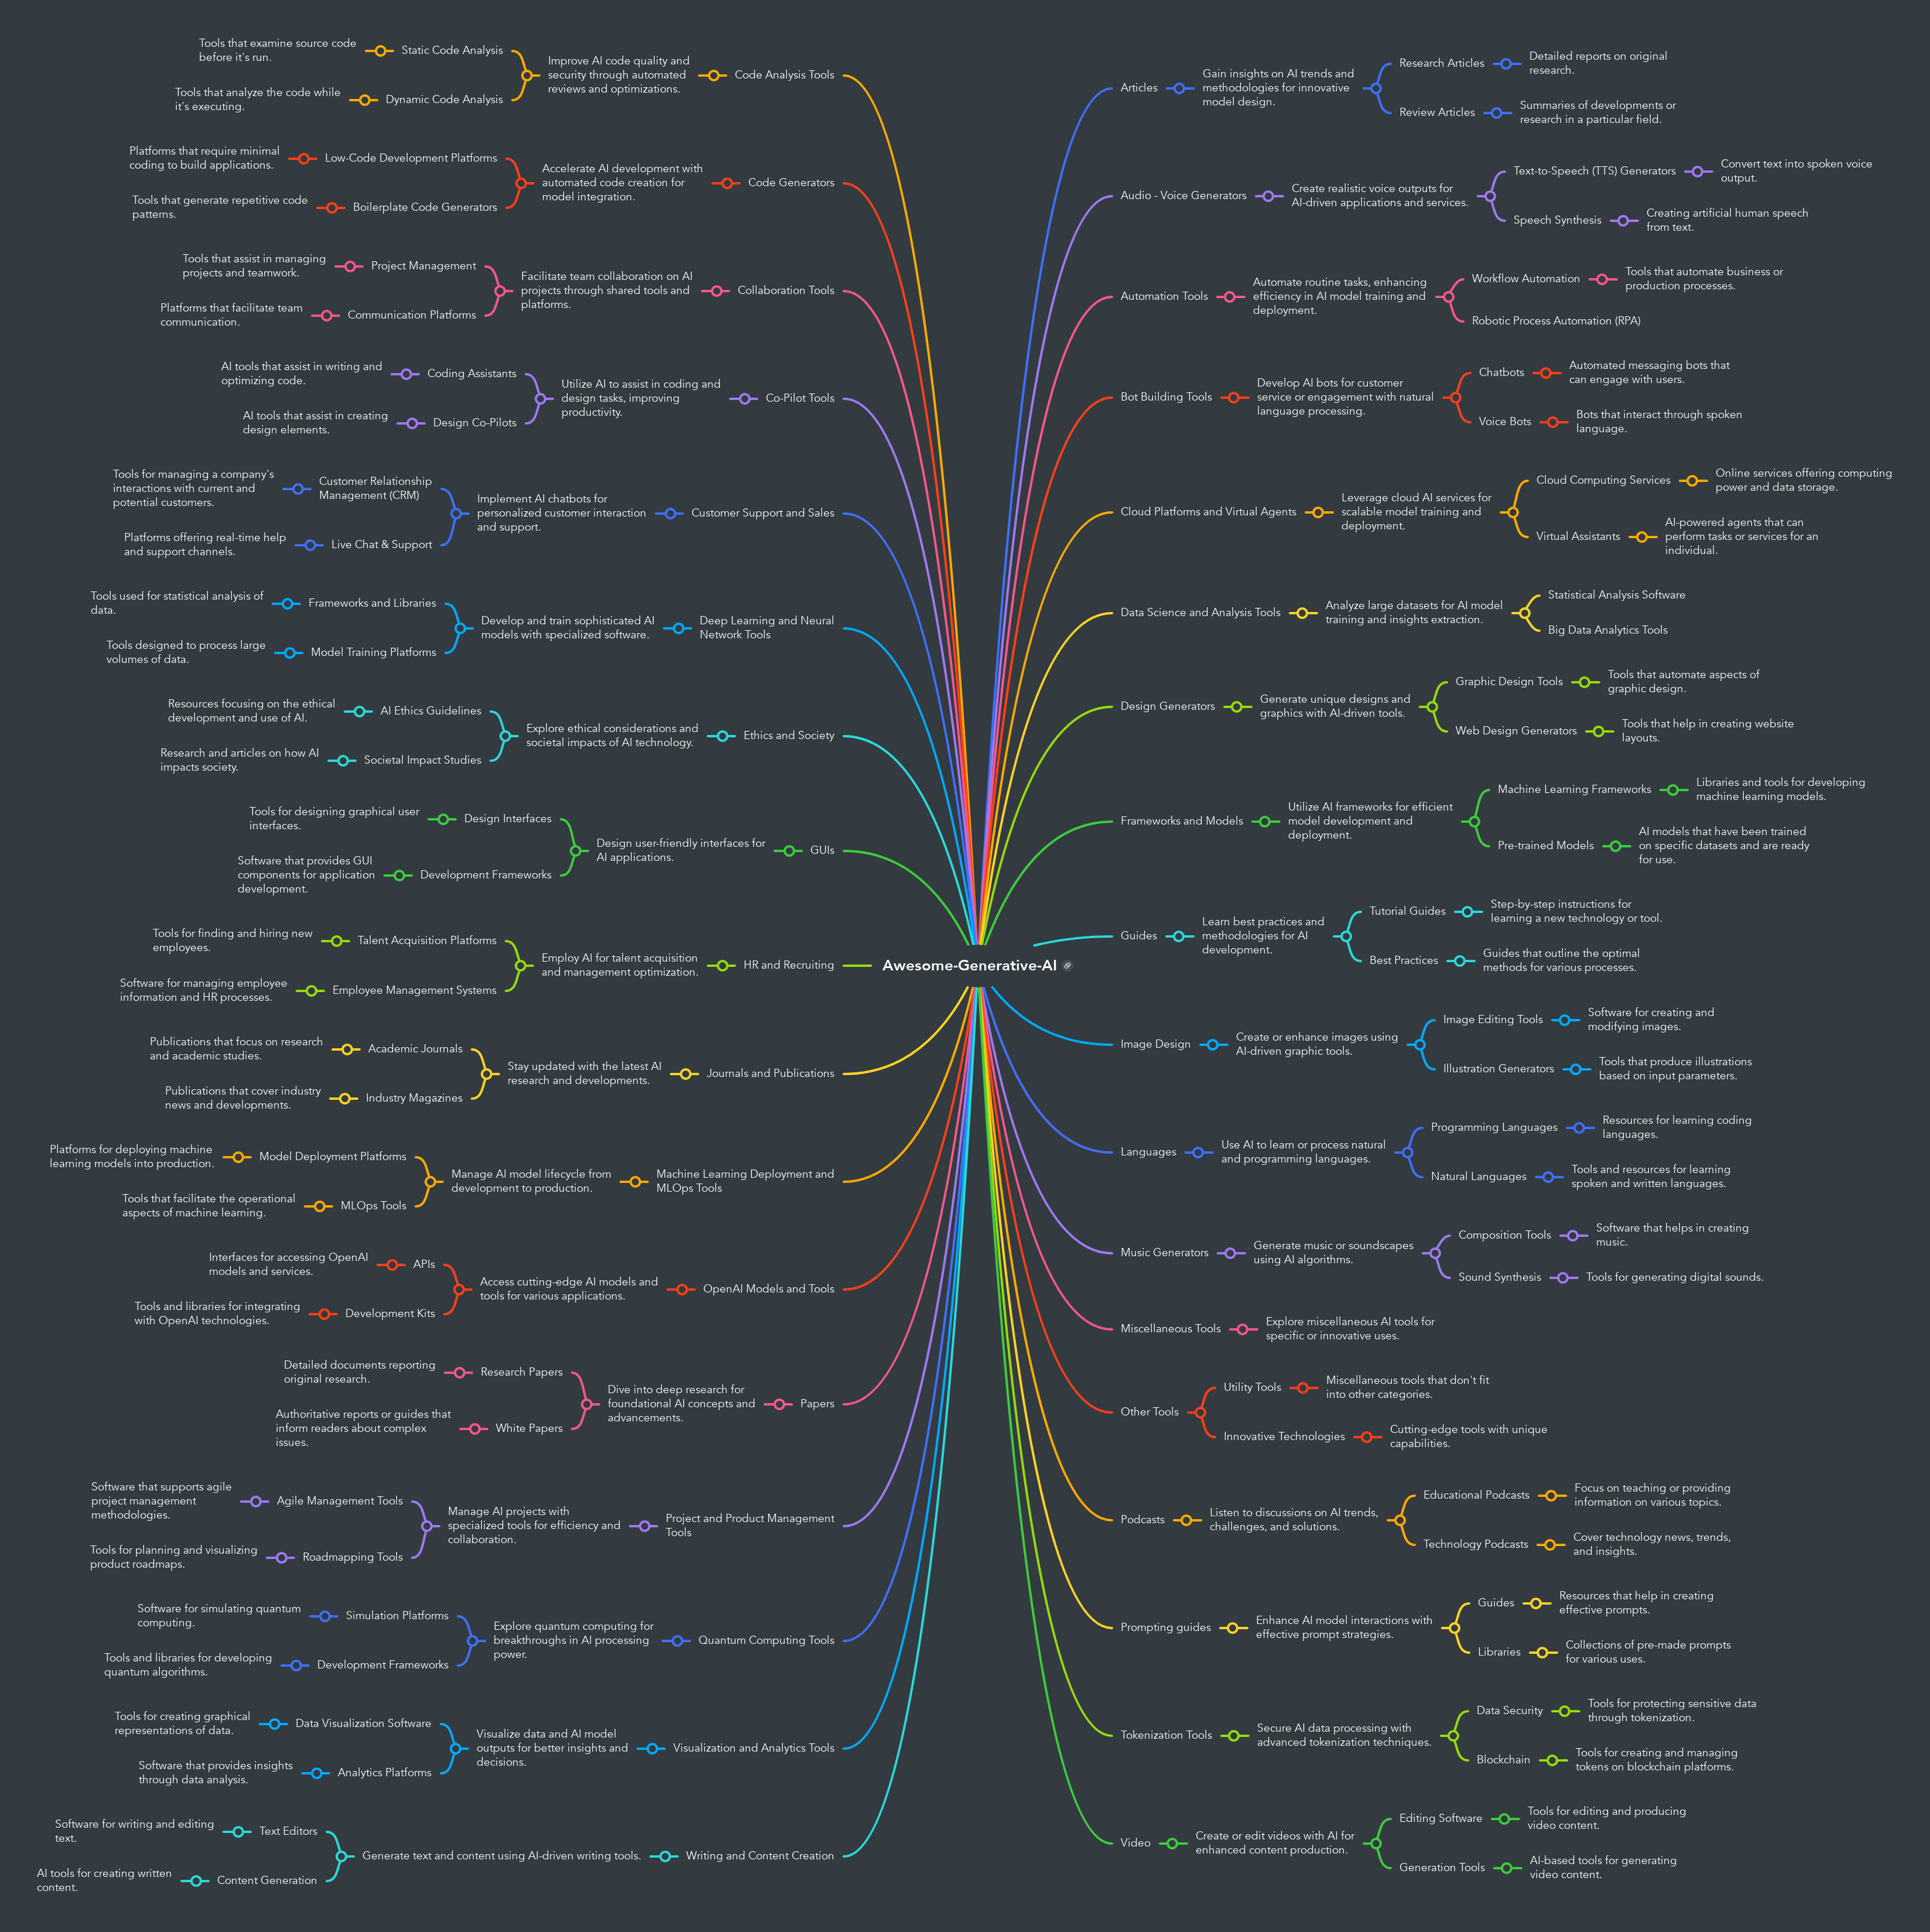 Awesome-Generative-AI
Code Analysis Tools
Improve AI code quality and
security through automated
reviews and optimizations.
Static Code Analysis
Tools that examine source code
before it's run.
Dynamic Code Analysis
Tools that analyze the code while
it's executing.
Code Generators
Accelerate AI development with
automated code creation for
model integration.
Low-Code Development Platforms
Platforms that require minimal
coding to build applications.
Boilerplate Code Generators
Tools that generate repetitive code
patterns.
Collaboration Tools
Facilitate team collaboration on AI
projects through shared tools and
platforms.
Project Management
Tools that assist in managing
projects and teamwork.
Communication Platforms
Platforms that facilitate team
communication.
Co-Pilot Tools
Utilize AI to assist in coding and
design tasks, improving
productivity.
Coding Assistants
AI tools that assist in writing and
optimizing code.
Design Co-Pilots
AI tools that assist in creating
design elements.
Customer Support and Sales
Implement AI chatbots for
personalized customer interaction
and support.
Customer Relationship
Management (CRM)
Tools for managing a company's
interactions with current and
potential customers.
Live Chat & Support
Platforms offering real-time help
and support channels.
Deep Learning and Neural
Network Tools
Develop and train sophisticated AI
models with specialized software.
Frameworks and Libraries
Tools used for statistical analysis of
data.
Model Training Platforms
Tools designed to process large
volumes of data.
Ethics and Society
Explore ethical considerations and
societal impacts of AI technology.
AI Ethics Guidelines
Resources focusing on the ethical
development and use of AI.
Societal Impact Studies
Research and articles on how AI
impacts society.
GUIs
Design user-friendly interfaces for
AI applications.
Design Interfaces
Tools for designing graphical user
interfaces.
Development Frameworks
Software that provides GUI
components for application
development.
HR and Recruiting
Employ AI for talent acquisition
and management optimization.
Talent Acquisition Platforms
Tools for finding and hiring new
employees.
Employee Management Systems
Software for managing employee
information and HR processes.
Journals and Publications
Stay updated with the latest AI
research and developments.
Academic Journals
Publications that focus on research
and academic studies.
Industry Magazines
Publications that cover industry
news and developments.
Machine Learning Deployment and
MLOps Tools
Manage AI model lifecycle from
development to production.
Model Deployment Platforms
Platforms for deploying machine
learning models into production.
MLOps Tools
Tools that facilitate the operational
aspects of machine learning.
OpenAI Models and Tools
Access cutting-edge AI models and
tools for various applications.
APIs
Interfaces for accessing OpenAI
models and services.
Development Kits
Tools and libraries for integrating
with OpenAI technologies.
Papers
Dive into deep research for
foundational AI concepts and
advancements.
Research Papers
Detailed documents reporting
original research.
White Papers
Authoritative reports or guides that
inform readers about complex
issues.
Project and Product Management
Tools
Manage AI projects with
specialized tools for efficiency and
collaboration.
Agile Management Tools
Software that supports agile
project management
methodologies.
Roadmapping Tools
Tools for planning and visualizing
product roadmaps.
Quantum Computing Tools
Explore quantum computing for
breakthroughs in AI processing
power.
Simulation Platforms
Software for simulating quantum
computing.
Development Frameworks
Tools and libraries for developing
quantum algorithms.
Visualization and Analytics Tools
Visualize data and AI model
outputs for better insights and
decisions.
Data Visualization Software
Tools for creating graphical
representations of data.
Analytics Platforms
Software that provides insights
through data analysis.
Writing and Content Creation
Generate text and content using AI-driven writing tools.
Text Editors
Software for writing and editing
text.
Content Generation
AI tools for creating written
content.
Articles
Gain insights on AI trends and
methodologies for innovative
model design.
Research Articles
Detailed reports on original
research.
Review Articles
Summaries of developments or
research in a particular field.
Audio - Voice Generators
Create realistic voice outputs for
AI-driven applications and services.
Text-to-Speech (TTS) Generators
Convert text into spoken voice
output.
Speech Synthesis
Creating artificial human speech
from text.
Automation Tools
Automate routine tasks, enhancing
efficiency in AI model training and
deployment.
Workflow Automation
Tools that automate business or
production processes.
Robotic Process Automation (RPA)
Bot Building Tools
Develop AI bots for customer
service or engagement with natural
language processing.
Chatbots
Automated messaging bots that
can engage with users.
Voice Bots
Bots that interact through spoken
language.
Cloud Platforms and Virtual Agents
Leverage cloud AI services for
scalable model training and
deployment.
Cloud Computing Services
Online services offering computing
power and data storage.
Virtual Assistants
AI-powered agents that can
perform tasks or services for an
individual.
Data Science and Analysis Tools
Analyze large datasets for AI model
training and insights extraction.
Statistical Analysis Software
Big Data Analytics Tools
Design Generators
Generate unique designs and
graphics with AI-driven tools.
Graphic Design Tools
Tools that automate aspects of
graphic design.
Web Design Generators
Tools that help in creating website
layouts.
Frameworks and Models
Utilize AI frameworks for efficient
model development and
deployment.
Machine Learning Frameworks
Libraries and tools for developing
machine learning models.
Pre-trained Models
AI models that have been trained
on specific datasets and are ready
for use.
Guides
Learn best practices and
methodologies for AI
development.
Tutorial Guides
Step-by-step instructions for
learning a new technology or tool.
Best Practices
Guides that outline the optimal
methods for various processes.
Image Design
Create or enhance images using
AI-driven graphic tools.
Image Editing Tools
Software for creating and
modifying images.
Illustration Generators
Tools that produce illustrations
based on input parameters.
Languages
Use AI to learn or process natural
and programming languages.
Programming Languages
Resources for learning coding
languages.
Natural Languages
Tools and resources for learning
spoken and written languages.
Music Generators
Generate music or soundscapes
using AI algorithms.
Composition Tools
Software that helps in creating
music.
Sound Synthesis
Tools for generating digital sounds.
Miscellaneous Tools
Explore miscellaneous AI tools for
specific or innovative uses.
Other Tools
Utility Tools
Miscellaneous tools that don't fit
into other categories.
Innovative Technologies
Cutting-edge tools with unique
capabilities.
Podcasts
Listen to discussions on AI trends,
challenges, and solutions.
Educational Podcasts
Focus on teaching or providing
information on various topics.
Technology Podcasts
Cover technology news, trends,
and insights.
Prompting guides
Enhance AI model interactions with
effective prompt strategies.
Guides
Resources that help in creating
effective prompts.
Libraries
Collections of pre-made prompts
for various uses.
Tokenization Tools
Secure AI data processing with
advanced tokenization techniques.
Data Security
Tools for protecting sensitive data
through tokenization.
Blockchain
Tools for creating and managing
tokens on blockchain platforms.
Video
Create or edit videos with AI for
enhanced content production.
Editing Software
Tools for editing and producing
video content.
Generation Tools
AI-based tools for generating
video content.